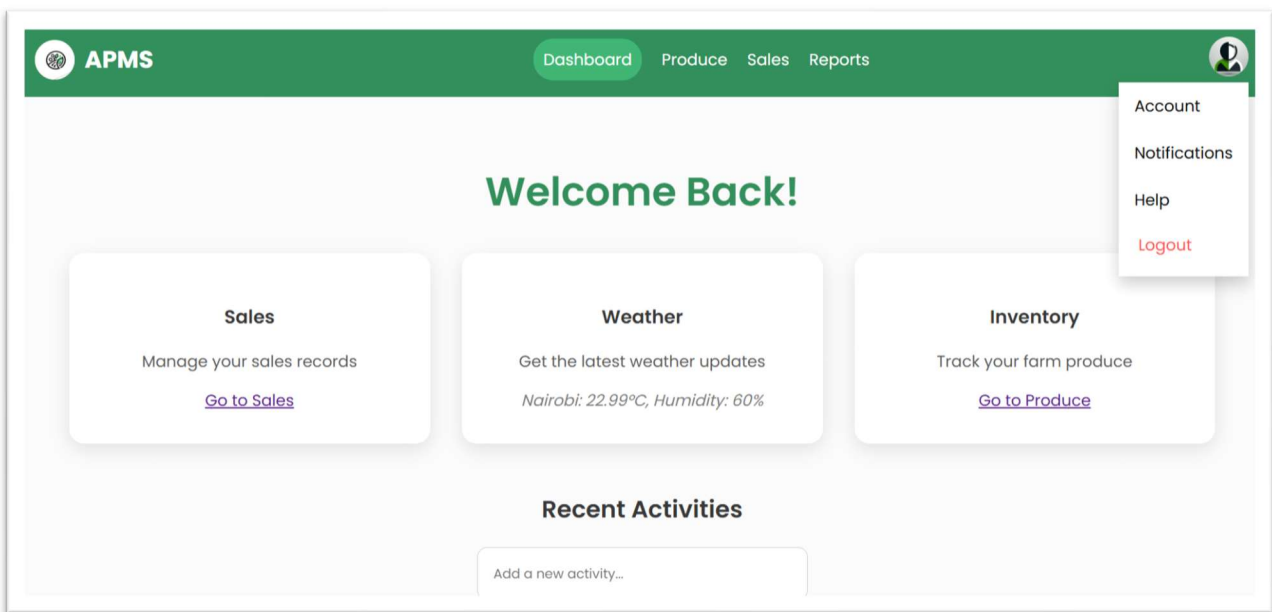 APMS
Dashboard Produce Sales Reports
Account
Notifications
Help
Logout
Welcome Back!
Sales
Manage your sales records
Go to Sales
Weather
Get the latest weather updates
Nairobi: 22.99°C, Humidity: 60%
Inventory
Track your farm produce
Go to Produce
Recent Activities
Add a new activity...